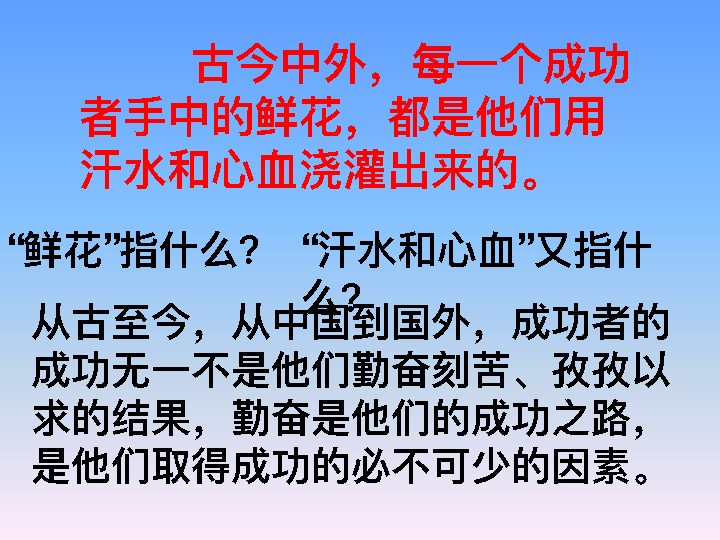 古今中外，每一个成功
者手中的鲜花，都是他们用
汗水和心血浇灌出来的。
“鲜花”指什么？
“汗水和心血”又指什
么？
从古至今，从中国到国外，成功者的
成功无一不是他们勤奋刻苦、孜孜以
求的结果，勤奋是他们的成功之路，
是他们取得成功的必不可少的因素。